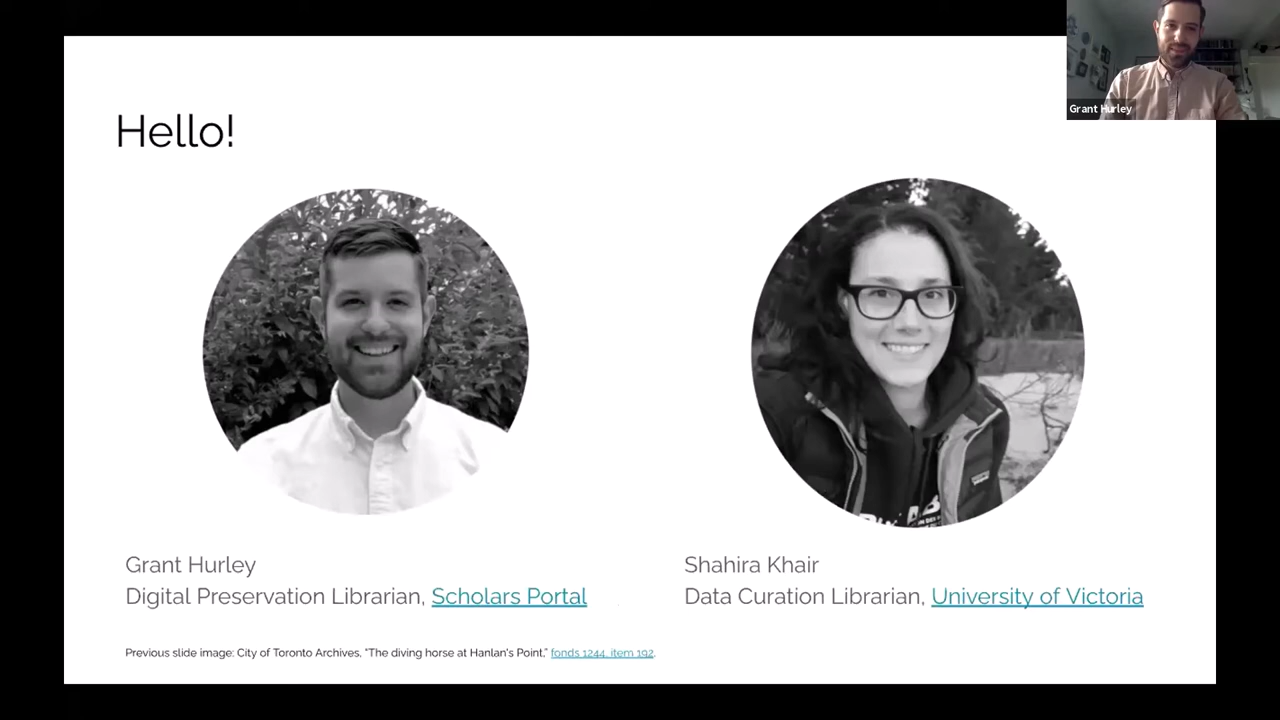 Hello!
Grant Hurley
Grant Hurley
Digital Preservation Librarian, Scholars Portal
Shahira Khair
Data Curation Librarian, University of Victoria
Previous slide image: City of Toronto Archives, "The diving horse at Hanlan's Point," fonds 1244, item 192.